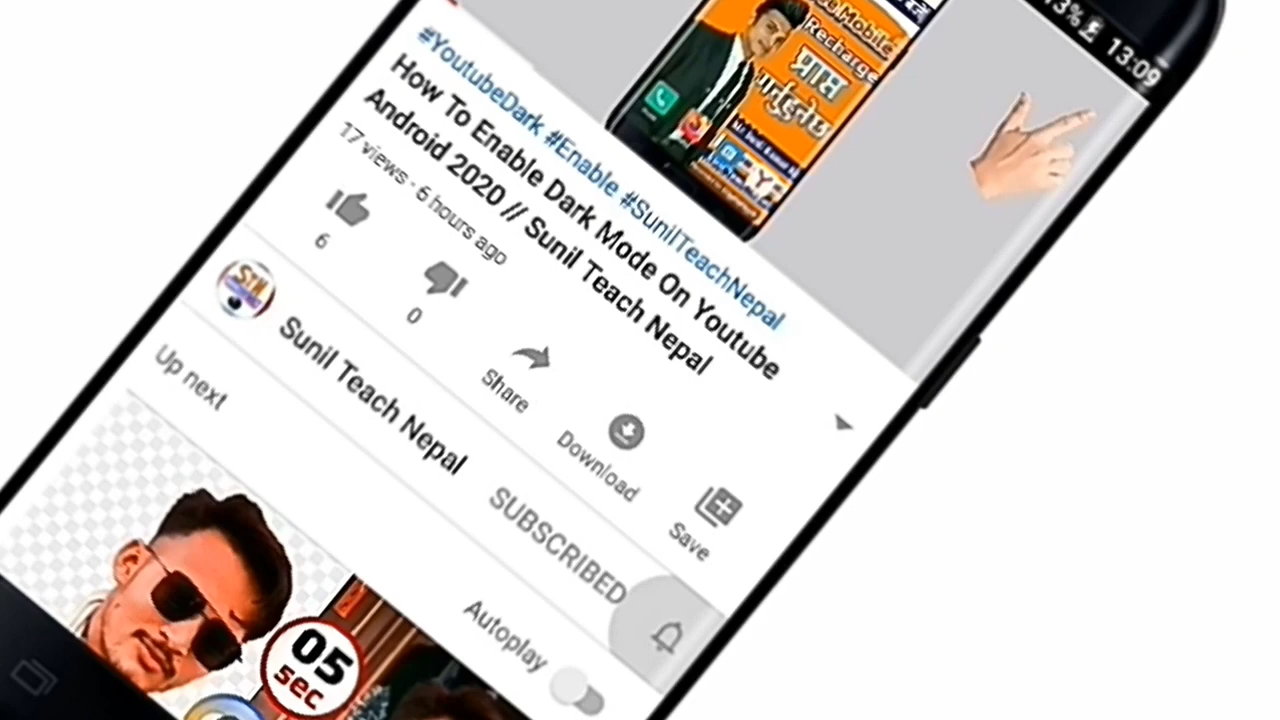 13:09
Mobile
Recharge
प्राप्त
गर्नुहोस्
#YoutubeDark #Enable #SunilTeachNepal
How To Enable Dark Mode On Youtube
Android 2020 // Sunil Teach Nepal
17 views · 6 hours ago
6
0
Share
Download
Save
Sunil Teach Nepal
SUBSCRIBED
Up next
Autoplay
05
sec